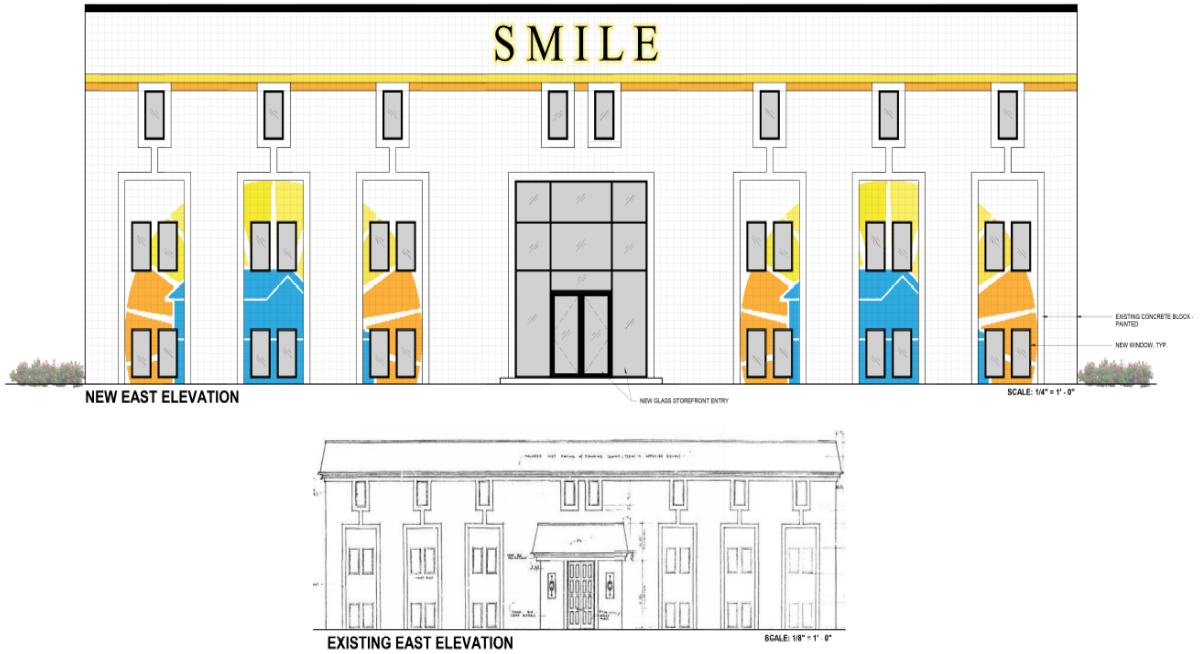 SMILE
EXISTING CONCRETE BLOCK -
PAINTED
NEW WINDOW, TYP.
NEW EAST ELEVATION
SCALE: 1/4" = 1' - 0"
NEW GLASS STOREFRONT ENTRY
EXISTING EAST ELEVATION
SCALE: 1/8" = 1' - 0"